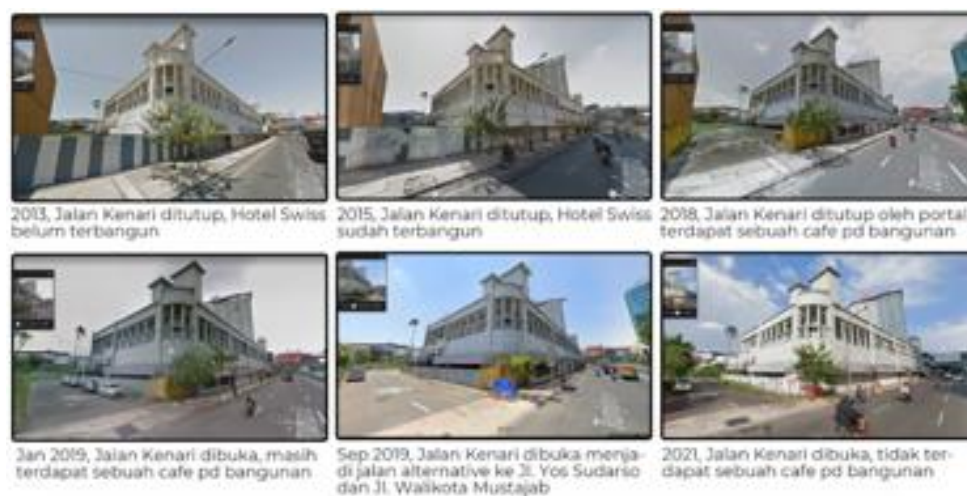 2013, Jalan Kenari ditutup, Hotel Swiss
belum terbangun
2015, Jalan Kenari ditutup, Hotel Swiss
sudah terbangun
2018, Jalan Kenari ditutup oleh portal
terdapat sebuah cafe pd bangunan
Jan 2019, Jalan Kenari dibuka, masih
terdapat sebuah cafe pd bangunan
Sep 2019, Jalan Kenari dibuka menja-
di jalan alternative ke Jl. Yos Sudarso
dan Jl. Walikota Mustajab
2021, Jalan Kenari dibuka, tidak ter-
dapat sebuah cafe pd bangunan